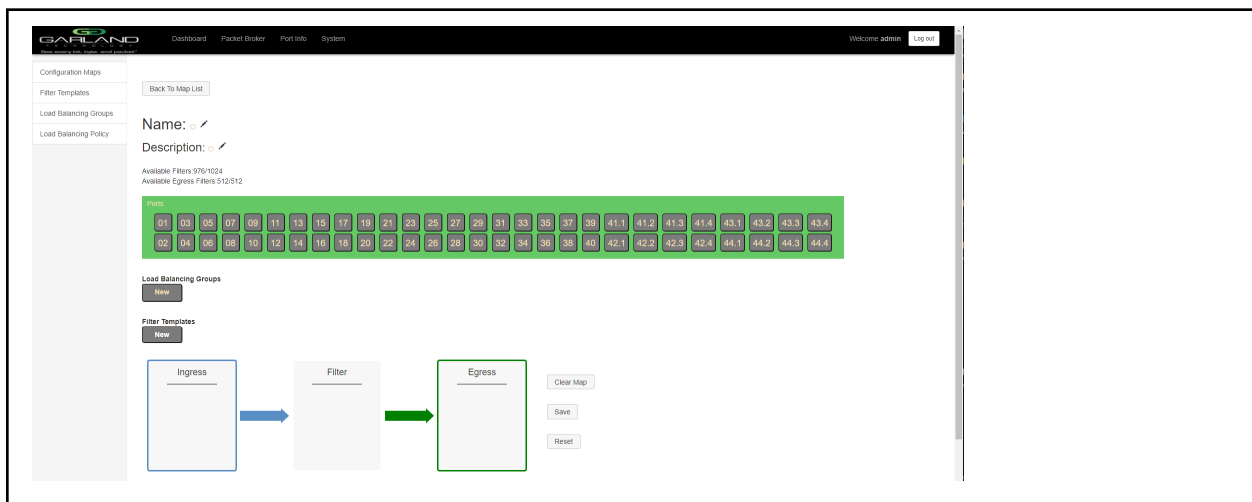 GARLAND
TECHNOLOGY
See every bit, byte, and packet®
Dashboard Packet Broker Port Info System
Welcome admin Log out
Configuration Maps
Filter Templates
Load Balancing Groups
Load Balancing Policy
Back To Map List
Name:
Description:
Available Filters:976/1024
Available Egress Filters:512/512
Ports
01 03 05 07 09 11 13 15 17 19 21 23 25 27 29 31 33 35 37 39 41.1 41.2 41.3 41.4 43.1 43.2 43.3 43.4
02 04 06 08 10 12 14 16 18 20 22 24 26 28 30 32 34 36 38 40 42.1 42.2 42.3 42.4 44.1 44.2 44.3 44.4
Load Balancing Groups
New
Filter Templates
New
Ingress Filter Egress
Clear Map
Save
Reset